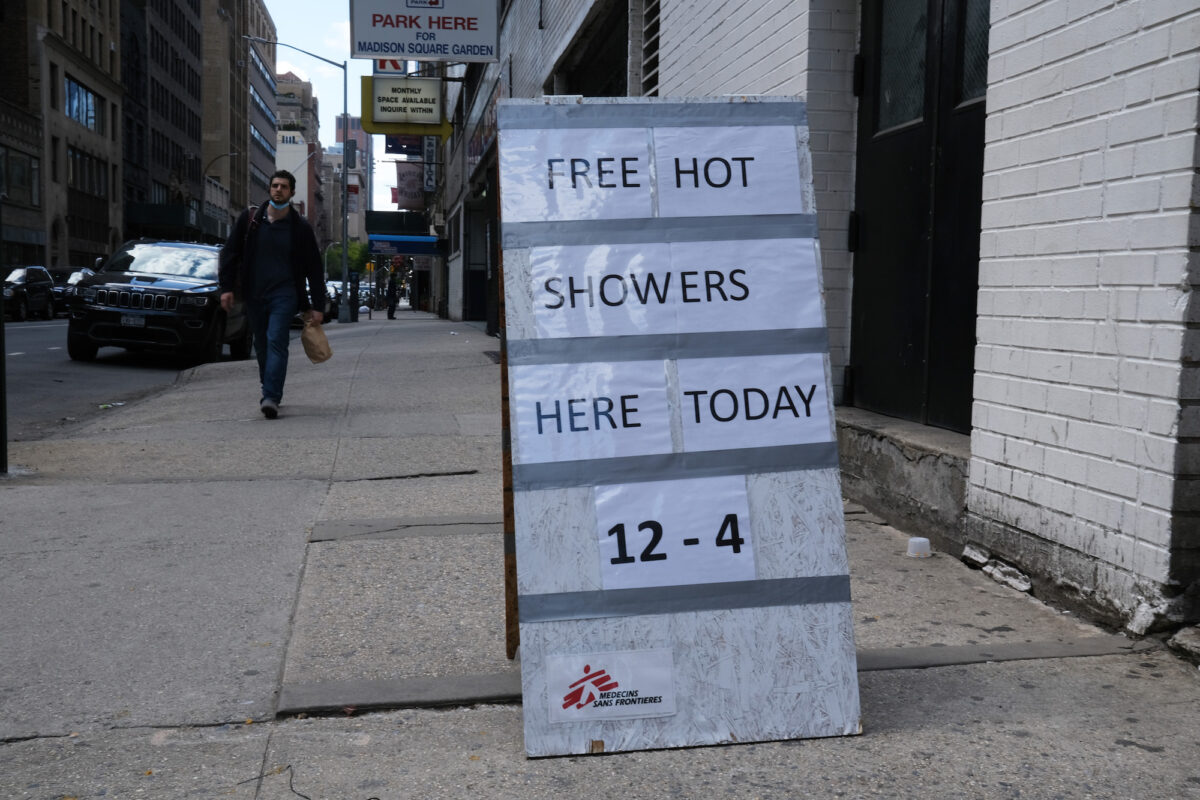 PARK
PARK HERE
FOR
MADISON SQUARE GARDEN
K
MONTHLY
SPACE AVAILABLE
INQUIRE WITHIN
FREE HOT
SHOWERS
HERE TODAY
12 - 4
MEDECINS
SANS FRONTIERES